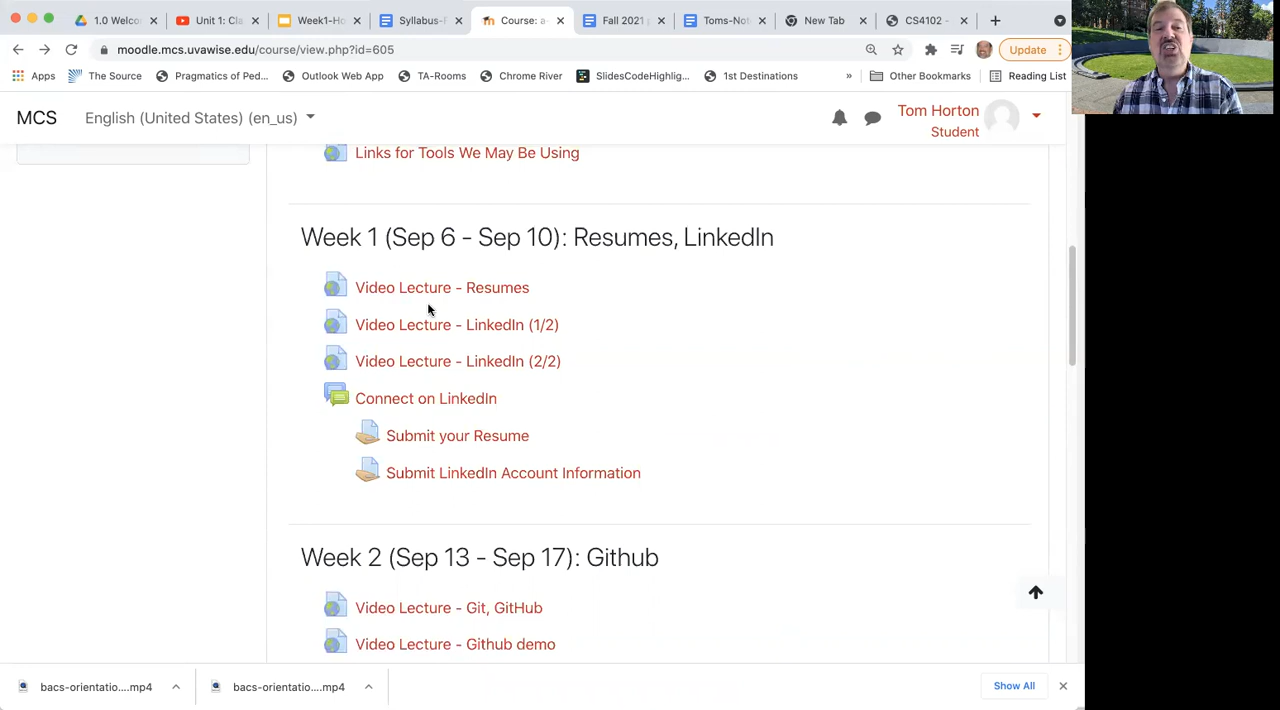 1.0 Welcom
Unit 1: Cla
Week1-Ho
Syllabus-F
Course: a
Fall 2021
Toms-Not
New Tab
CS4102 -
moodle.mcs.uvawise.edu/course/view.php?id=605
Update
Apps
The Source
Pragmatics of Ped...
Outlook Web App
TA-Rooms
Chrome River
SlidesCodeHighlig...
1st Destinations
»
Other Bookmarks
Reading List
MCS
English (United States) (en_us)
Tom Horton
Student
Links for Tools We May Be Using
Week 1 (Sep 6 - Sep 10): Resumes, LinkedIn
Video Lecture - Resumes
Video Lecture - LinkedIn (1/2)
Video Lecture - LinkedIn (2/2)
Connect on LinkedIn
Submit your Resume
Submit LinkedIn Account Information
Week 2 (Sep 13 - Sep 17): Github
Video Lecture - Git, GitHub
Video Lecture - Github demo
bacs-orientatio....mp4
bacs-orientatio....mp4
Show All